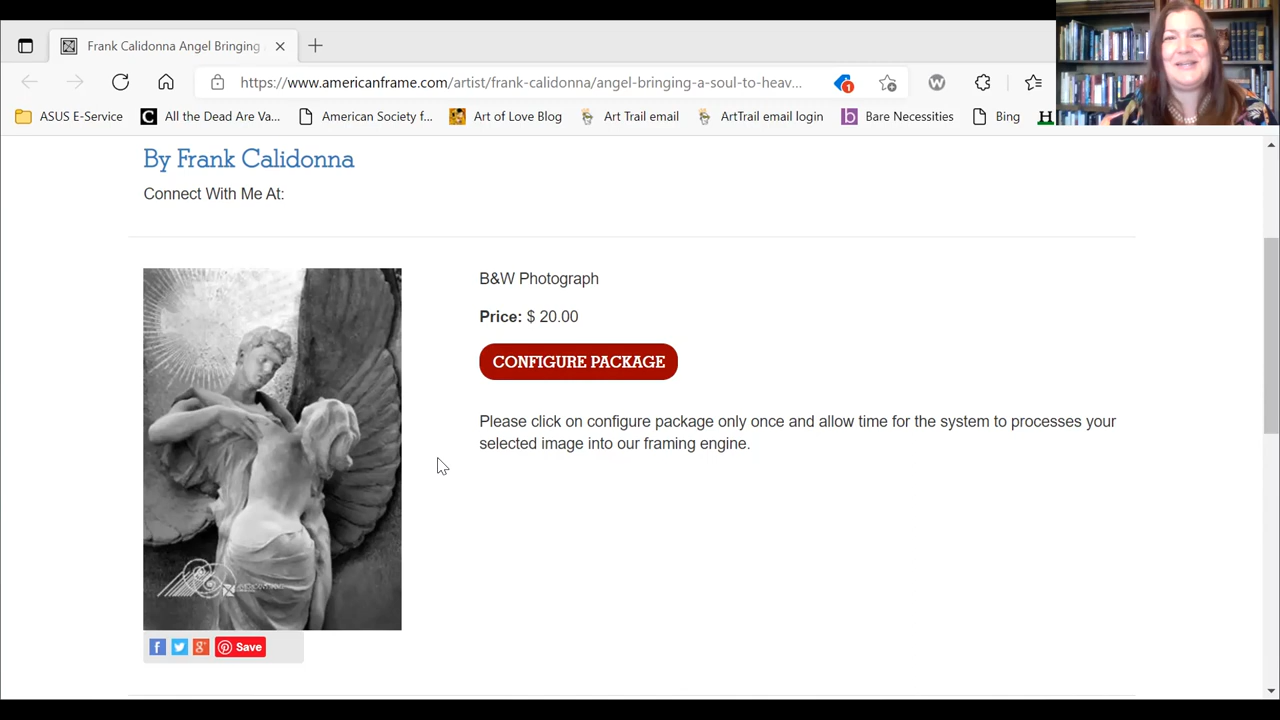 Frank Calidonna Angel Bringing
https://www.americanframe.com/artist/frank-calidonna/angel-bringing-a-soul-to-heav...
1
W
ASUS E-Service
C All the Dead Are Va...
American Society f...
Art of Love Blog
Art Trail email
ArtTrail email login
b Bare Necessities
Bing
H
By Frank Calidonna
Connect With Me At:
B&W Photograph
Price: $ 20.00
CONFIGURE PACKAGE
Please click on configure package only once and allow time for the system to processes your
selected image into our framing engine.
f
g+
Save